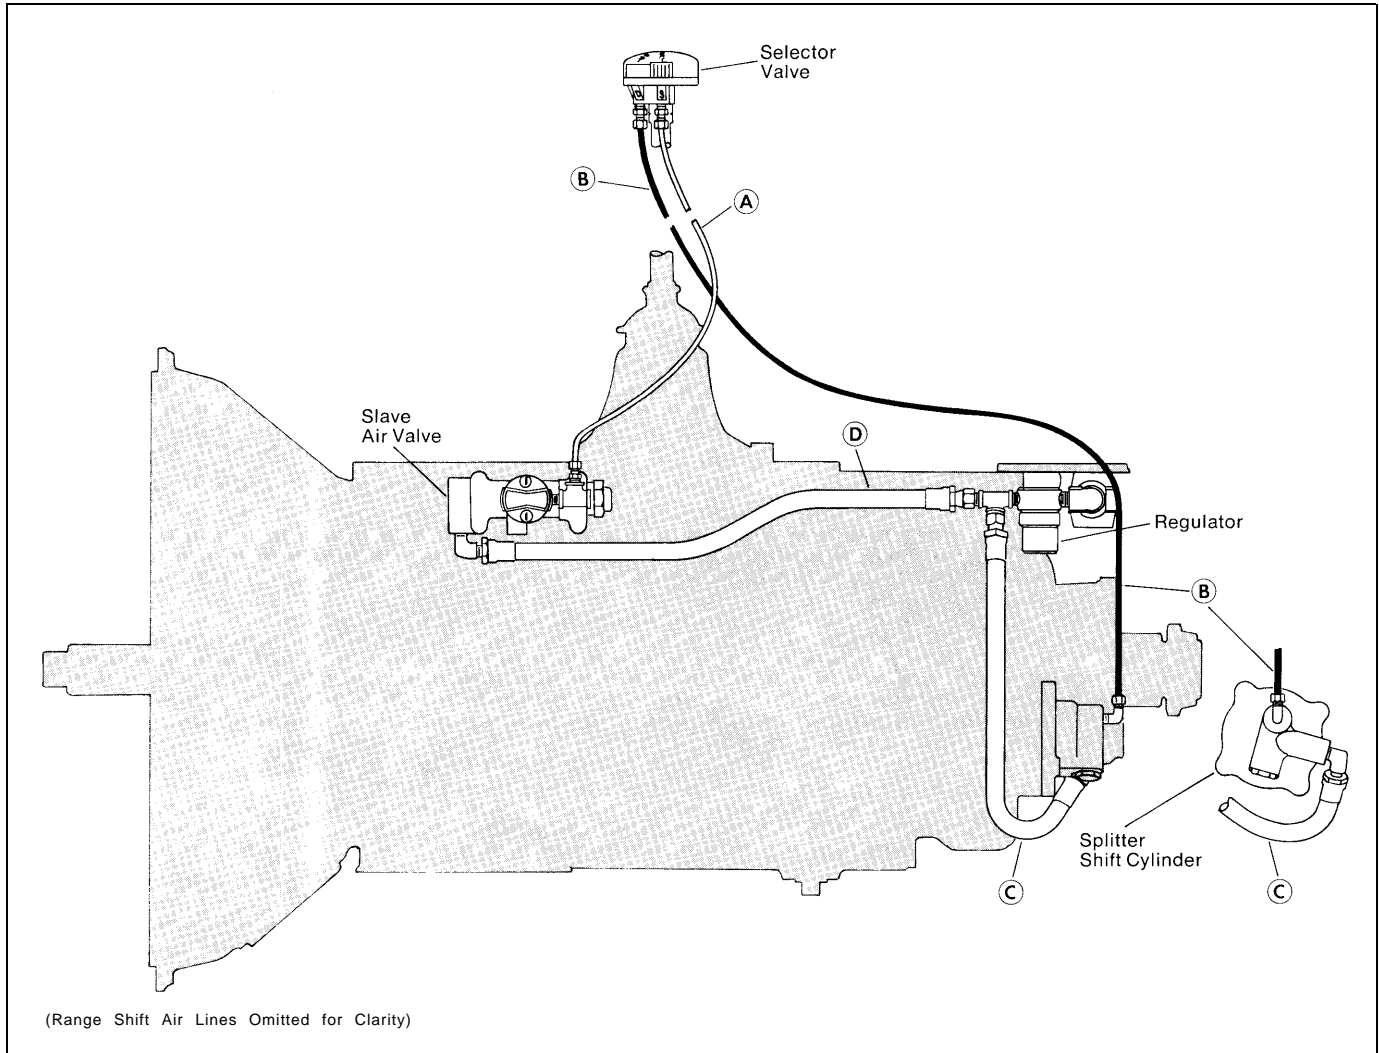 Selector
Valve
B
A
Slave
Air Valve
D
Regulator
B
Splitter
Shift Cylinder
C
C
(Range Shift Air Lines Omitted for Clarity)